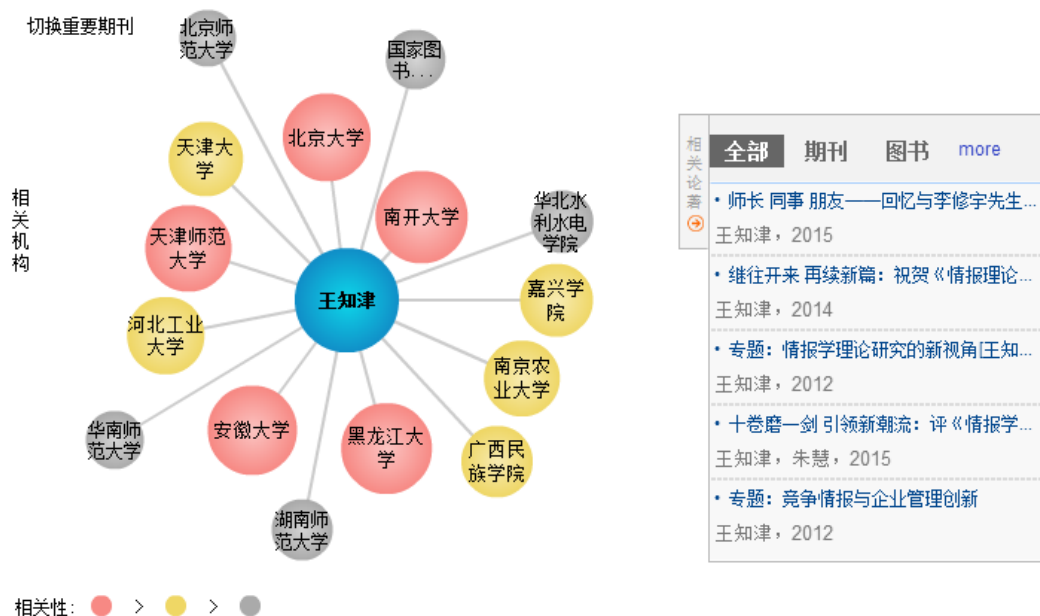 切换重要期刊
北京师
范大学
国家图
书...
北京大学
天津大
学
南开大学
华北水
利水电
学院
相
关
机
构
天津师范
大学
王知津
嘉兴学
院
河北工业
大学
南京农
业大学
华南师
范大学
安徽大学
黑龙江大
学
广西民
族学院
湖南师
范大学
相关性: > >
相
关
论
著
全部 期刊 图书 more
• 师长 同事 朋友——回忆与李修宇先生...
王知津，2015
• 继往开来 再续新篇：祝贺《情报理论...
王知津，2014
• 专题：情报学理论研究的新视角[王知...
王知津，2012
• 十卷磨一剑 引领新潮流：评《情报学...
王知津，朱慧，2015
• 专题：竞争情报与企业管理创新
王知津，2012